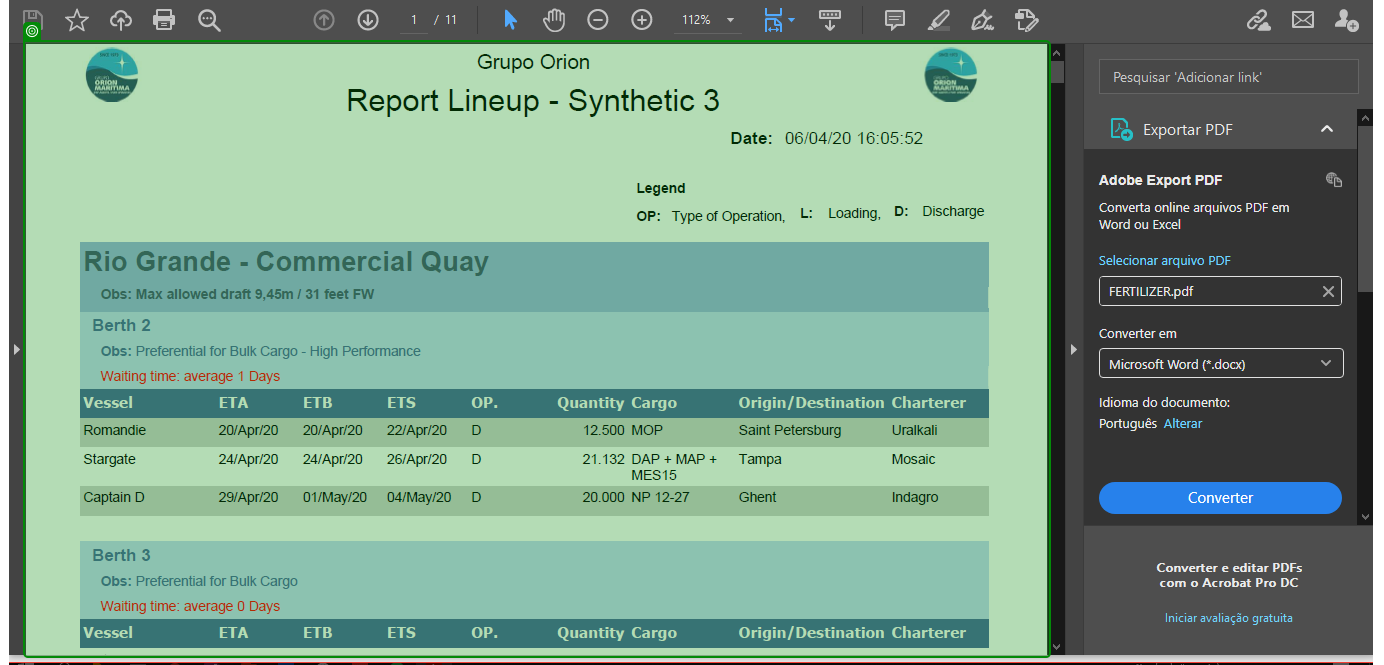 1 / 11
112%
Grupo Orion
ORION
MARÍTIMA
ORION
MARÍTIMA
Report Lineup - Synthetic 3
Date: 06/04/20 16:05:52
Legend
OP: Type of Operation, L: Loading, D: Discharge
Rio Grande - Commercial Quay
Obs: Max allowed draft 9,45m / 31 feet FW
Berth 2
Obs: Preferential for Bulk Cargo - High Performance
Waiting time: average 1 Days
Vessel ETA ETB ETS OP. Quantity Cargo Origin/Destination Charterer
Romandie 20/Apr/20 20/Apr/20 22/Apr/20 D 12.500 MOP Saint Petersburg Uralkali
Stargate 24/Apr/20 24/Apr/20 26/Apr/20 D 21.132 DAP + MAP + Tampa Mosaic
MES15
Captain D 29/Apr/20 01/May/20 04/May/20 D 20.000 NP 12-27 Ghent Indagro
Berth 3
Obs: Preferential for Bulk Cargo
Waiting time: average 0 Days
Vessel ETA ETB ETS OP. Quantity Cargo Origin/Destination Charterer
Pesquisar 'Adicionar link'
Exportar PDF
Adobe Export PDF
Converta online arquivos PDF em
Word ou Excel
Selecionar arquivo PDF
FERTILIZER.pdf
Converter em
Microsoft Word (*.docx)
Idioma do documento:
Português Alterar
Converter
Converter e editar PDFs
com o Acrobat Pro DC
Iniciar avaliação gratuita